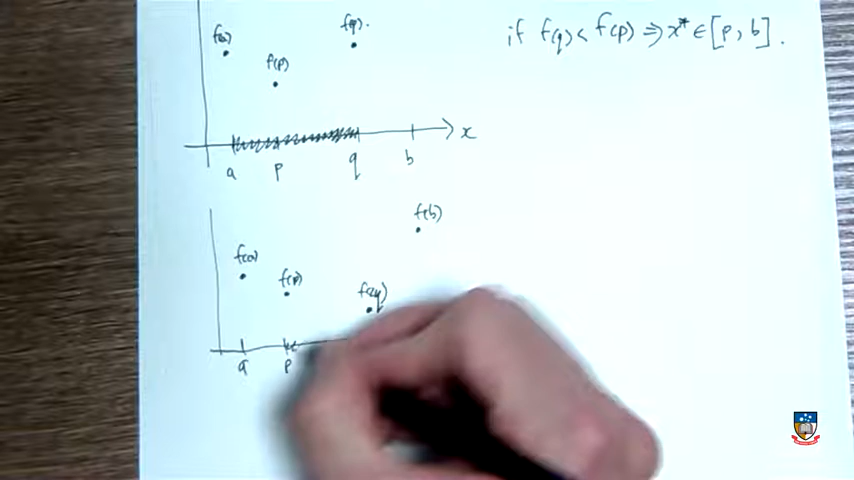 f(a)
f(p)
f(q).
if f(q) < f(p) ⇒ x* ∈ [p, b].
x
a
p
q
b
f(a)
f(p)
f(q)
f(b)
a
p